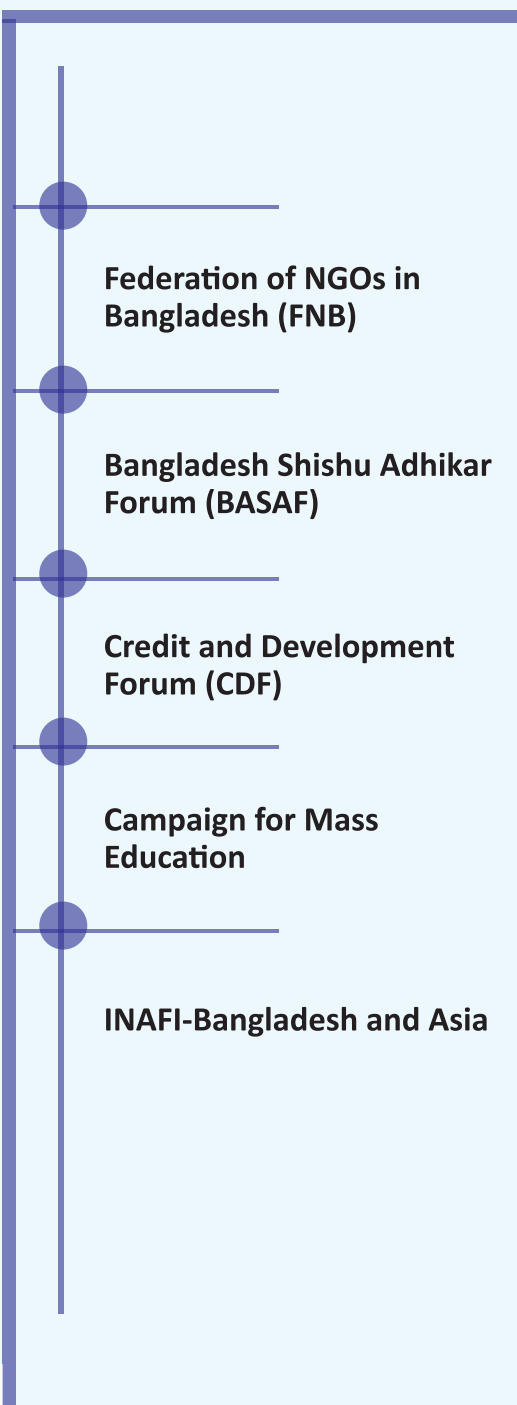 Federation of NGOs in
Bangladesh (FNB)
Bangladesh Shishu Adhikar
Forum (BASAF)
Credit and Development
Forum (CDF)
Campaign for Mass
Education
INAFI-Bangladesh and Asia